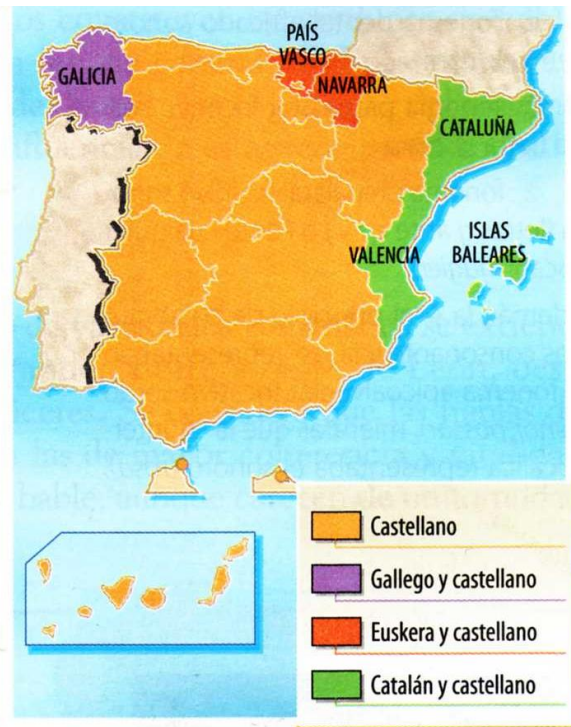 PAÍS
VASCO
GALICIA
NAVARRA
CATALUÑA
ISLAS
BALEARES
VALENCIA
Castellano
Gallego y castellano
Euskera y castellano
Catalán y castellano